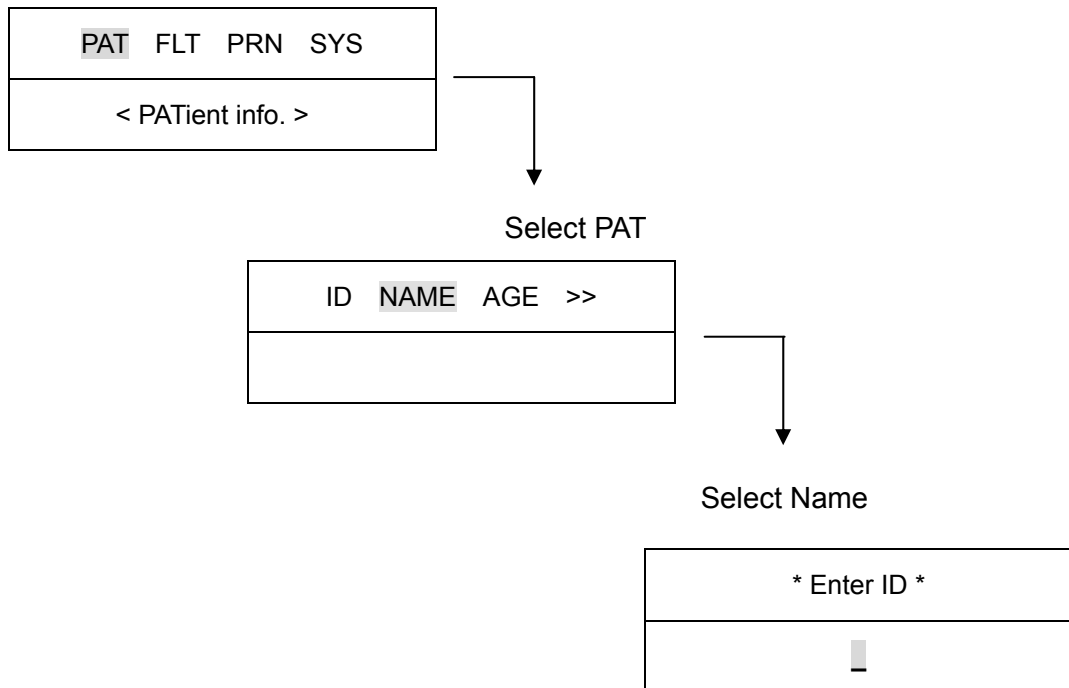 PAT FLT PRN SYS
< PATient info. >
Select PAT
ID NAME AGE >>
Select Name
* Enter ID *
_